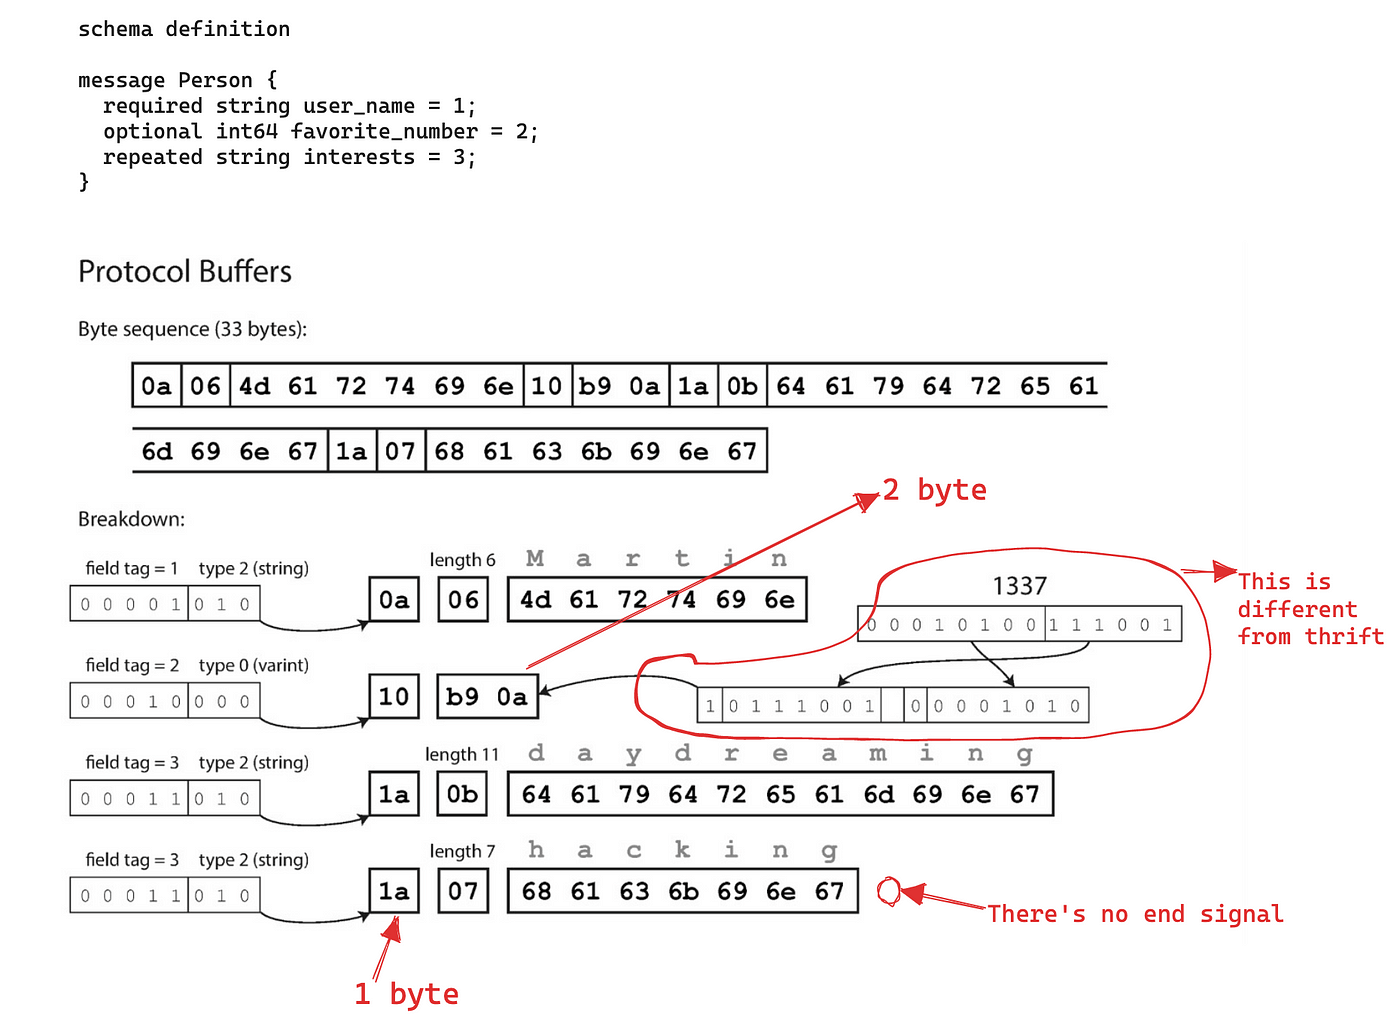 schema definition
message Person {
  required string user_name = 1;
  optional int64 favorite_number = 2;
  repeated string interests = 3;
}
Protocol Buffers
Byte sequence (33 bytes):
0a 06 4d 61 72 74 69 6e 10 b9 0a 1a 0b 64 61 79 64 72 65 61
6d 69 6e 67 1a 07 68 61 63 6b 69 6e 67
2 byte
Breakdown:
field tag = 1 type 2 (string) length 6 M a r t i n
0 0 0 0 1 0 1 0 0a 06 4d 61 72 74 69 6e
1337
0 0 0 1 0 1 0 0 1 1 1 0 0 1
This is
different
from thrift
field tag = 2 type 0 (varint)
0 0 0 1 0 0 0 0 10 b9 0a 1 0 1 1 1 0 0 1 0 0 0 0 1 0 1 0
field tag = 3 type 2 (string) length 11 d a y d r e a m i n g
0 0 0 1 1 0 1 0 1a 0b 64 61 79 64 72 65 61 6d 69 6e 67
field tag = 3 type 2 (string) length 7 h a c k i n g
0 0 0 1 1 0 1 0 1a 07 68 61 63 6b 69 6e 67
There's no end signal
1 byte